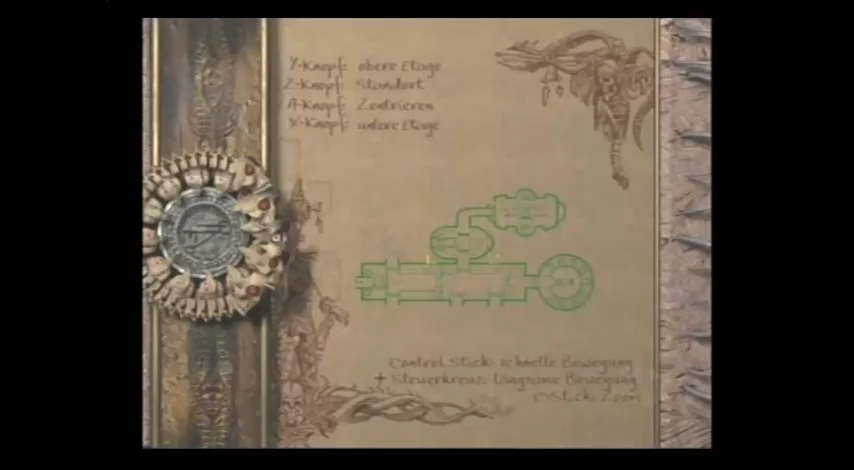 Y-Knopf: obere Etage
Z-Knopf: Standort
A-Knopf: Zentrieren
X-Knopf: untere Etage
Control Stick: schnelle Bewegung
+ Steuerkreuz: langsame Bewegung
C-Stick: Zoom